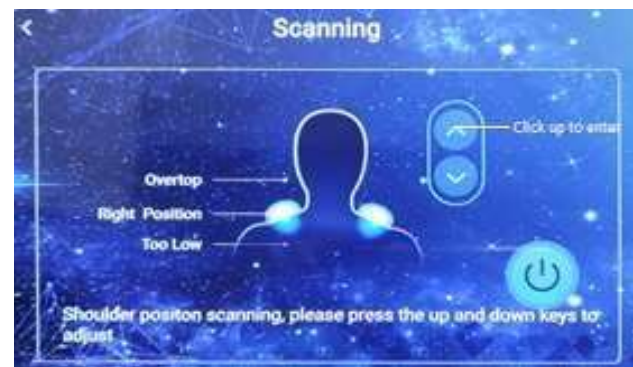 Scanning
Click up to enter
Overtop
Right Position
Too Low
Shoulder positon scanning, please press the up and down keys to
adjust